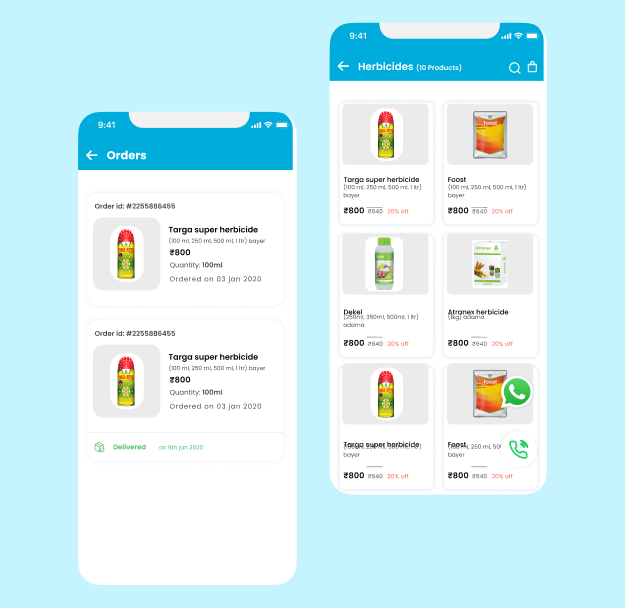 9:41
Orders
Order id: #2255886455
Targa super herbicide
(100 ml, 250 ml, 500 ml, 1 ltr) bayer
₹800
Quantity: 100ml
Ordered on 03 jan 2020
Order id: #2255886455
Targa super herbicide
(100 ml, 250 ml, 500 ml, 1 ltr) bayer
₹800
Quantity: 100ml
Ordered on 03 jan 2020
Delivered on 6th jan 2020
9:41
Herbicides (10 Products)
Targa super herbicide
(100 ml, 250 ml, 500 ml, 1 ltr)
bayer
₹800 ₹640 20% off
foost
Foost
(100 ml, 250 ml, 500 ml, 1 ltr)
bayer
₹800 ₹640 20% off
Dekel
(250ml, 350ml, 500ml, 1 ltr)
adama
₹800 ₹640 20% off
Atranex
Atranex herbicide
(1kg) adama
₹800 ₹640 20% off
Targa super herbicide
(100 ml, 250 ml, 500 ml, 1 ltr)
bayer
₹800 ₹640 20% off
foost
Foost
(100 ml, 250 ml, 50
bayer
₹800 ₹640 20% off